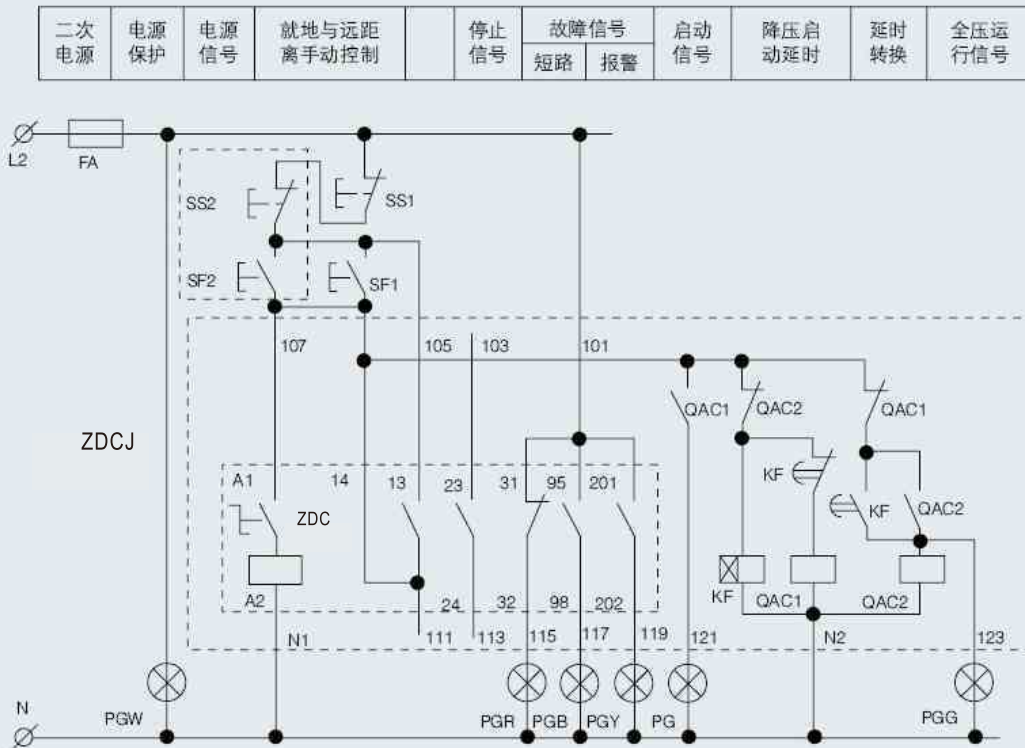 二次
电源
电源
保护
电源
信号
就地与远距
离手动控制
停止
信号
故障信号
短路
报警
启动
信号
降压启
动延时
延时
转换
全压运
行信号
L2
FA
SS2
SS1
SF2
SF1
107
105
103
101
QAC1
QAC2
QAC1
ZDCJ
KF
A1
14
13
23
31
95
201
ZDC
KF
QAC2
A2
24
32
98
202
KF
QAC1
QAC2
N1
111
113
115
117
119
121
N2
123
N
PGW
PGR
PGB
PGY
PG
PGG